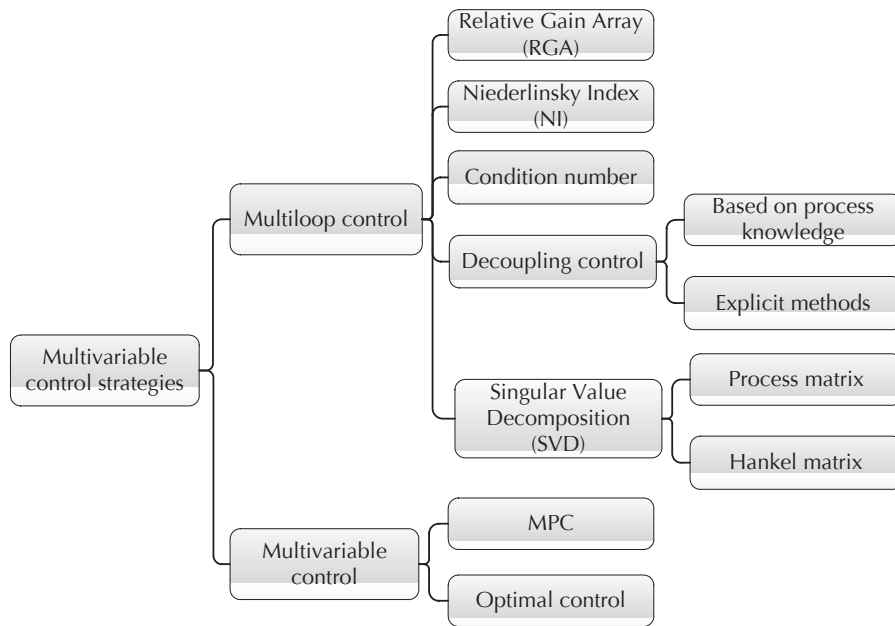 Relative Gain Array
(RGA)
Niederlinsky Index
(NI)
Condition number
Multiloop control
Based on process
knowledge
Decoupling control
Explicit methods
Multivariable
control strategies
Singular Value
Decomposition
(SVD)
Process matrix
Hankel matrix
MPC
Multivariable
control
Optimal control